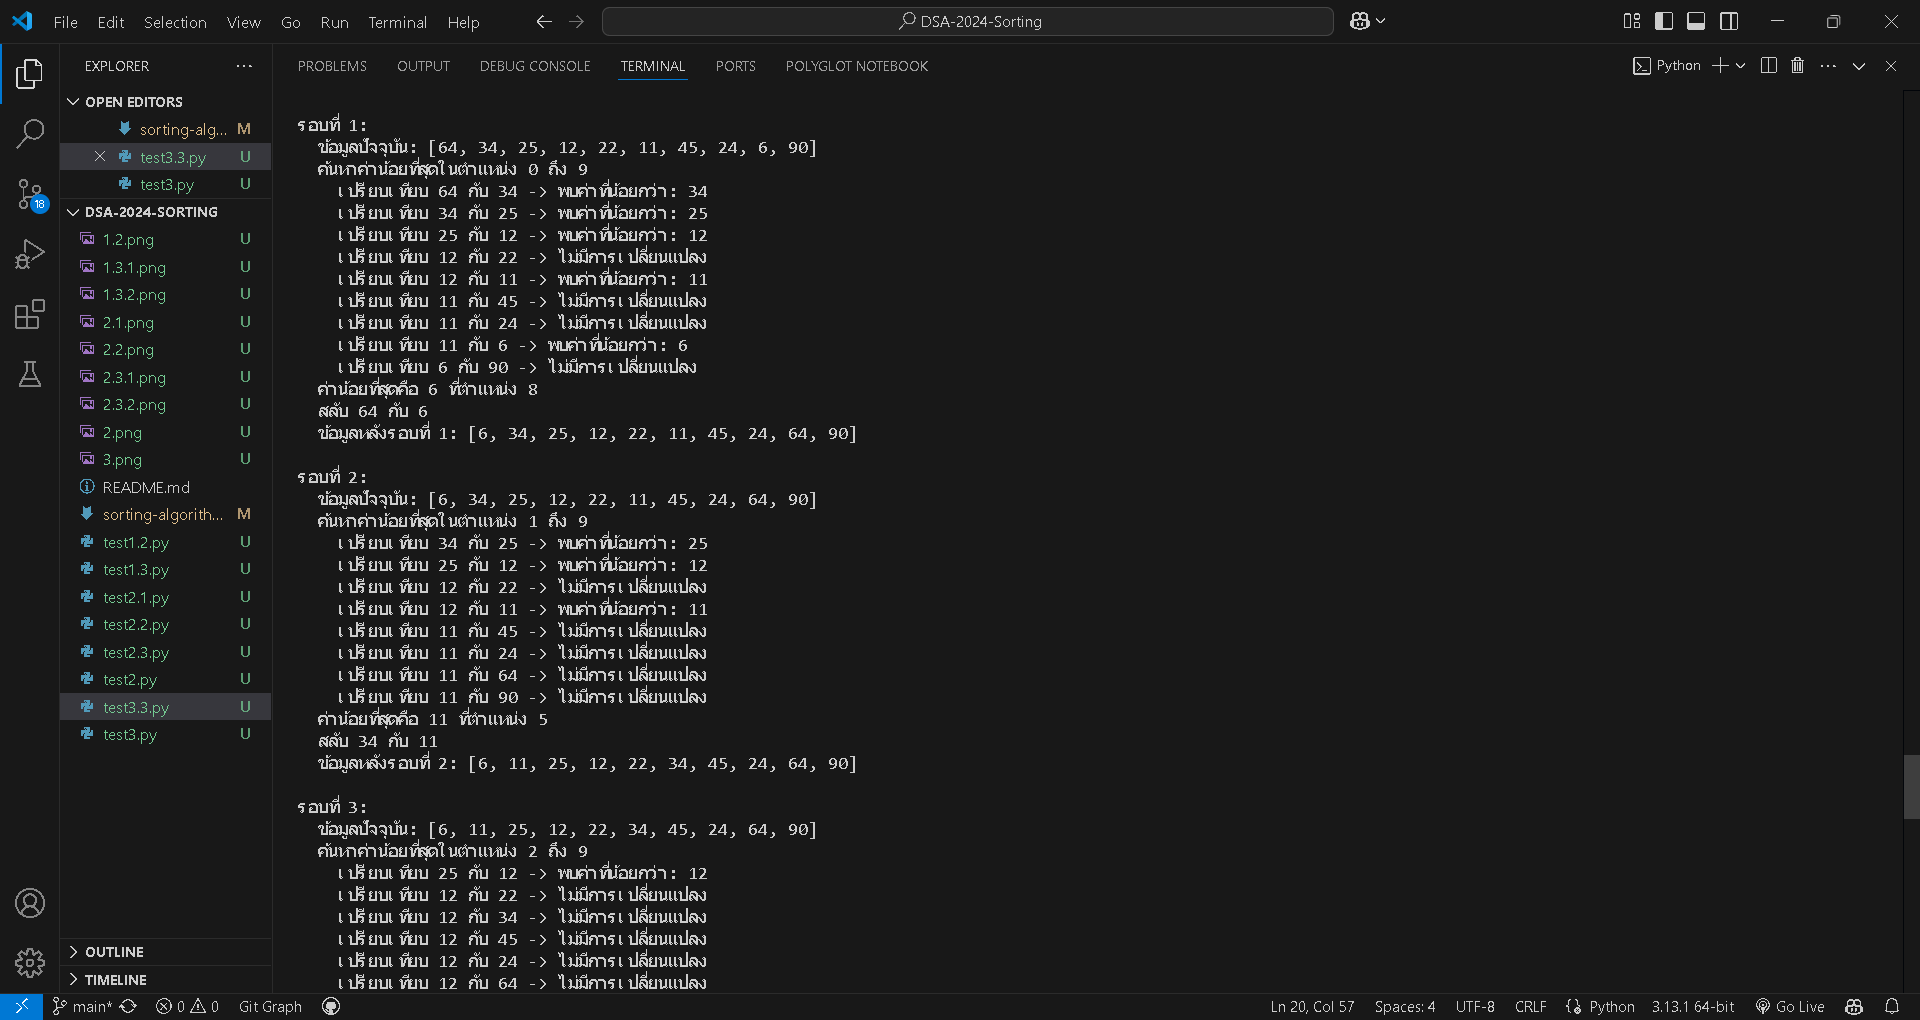 File Edit Selection View Go Run Terminal Help
DSA-2024-Sorting
EXPLORER
OPEN EDITORS
sorting-alg... M
test3.3.py U
test3.py U
18
DSA-2024-SORTING
1.2.png U
1.3.1.png U
1.3.2.png U
2.1.png U
2.2.png U
2.3.1.png U
2.3.2.png U
2.png U
3.png U
README.md
sorting-algorith... M
test1.2.py U
test1.3.py U
test2.1.py U
test2.2.py U
test2.3.py U
test2.py U
test3.3.py U
test3.py U
OUTLINE
TIMELINE
PROBLEMS OUTPUT DEBUG CONSOLE TERMINAL PORTS POLYGLOT NOTEBOOK
Python
รอบที่ 1:
ข้อมูลปัจจุบัน: [64, 34, 25, 12, 22, 11, 45, 24, 6, 90]
ค้นหาค่าน้อยที่สุดในตำแหน่ง 0 ถึง 9
เปรียบเทียบ 64 กับ 34 -> พบค่าที่น้อยกว่า: 34
เปรียบเทียบ 34 กับ 25 -> พบค่าที่น้อยกว่า: 25
เปรียบเทียบ 25 กับ 12 -> พบค่าที่น้อยกว่า: 12
เปรียบเทียบ 12 กับ 22 -> ไม่มีการเปลี่ยนแปลง
เปรียบเทียบ 12 กับ 11 -> พบค่าที่น้อยกว่า: 11
เปรียบเทียบ 11 กับ 45 -> ไม่มีการเปลี่ยนแปลง
เปรียบเทียบ 11 กับ 24 -> ไม่มีการเปลี่ยนแปลง
เปรียบเทียบ 11 กับ 6 -> พบค่าที่น้อยกว่า: 6
เปรียบเทียบ 6 กับ 90 -> ไม่มีการเปลี่ยนแปลง
ค่าน้อยที่สุดคือ 6 ที่ตำแหน่ง 8
สลับ 64 กับ 6
ข้อมูลหลังรอบที่ 1: [6, 34, 25, 12, 22, 11, 45, 24, 64, 90]
รอบที่ 2:
ข้อมูลปัจจุบัน: [6, 34, 25, 12, 22, 11, 45, 24, 64, 90]
ค้นหาค่าน้อยที่สุดในตำแหน่ง 1 ถึง 9
เปรียบเทียบ 34 กับ 25 -> พบค่าที่น้อยกว่า: 25
เปรียบเทียบ 25 กับ 12 -> พบค่าที่น้อยกว่า: 12
เปรียบเทียบ 12 กับ 22 -> ไม่มีการเปลี่ยนแปลง
เปรียบเทียบ 12 กับ 11 -> พบค่าที่น้อยกว่า: 11
เปรียบเทียบ 11 กับ 45 -> ไม่มีการเปลี่ยนแปลง
เปรียบเทียบ 11 กับ 24 -> ไม่มีการเปลี่ยนแปลง
เปรียบเทียบ 11 กับ 64 -> ไม่มีการเปลี่ยนแปลง
เปรียบเทียบ 11 กับ 90 -> ไม่มีการเปลี่ยนแปลง
ค่าน้อยที่สุดคือ 11 ที่ตำแหน่ง 5
สลับ 34 กับ 11
ข้อมูลหลังรอบที่ 2: [6, 11, 25, 12, 22, 34, 45, 24, 64, 90]
รอบที่ 3:
ข้อมูลปัจจุบัน: [6, 11, 25, 12, 22, 34, 45, 24, 64, 90]
ค้นหาค่าน้อยที่สุดในตำแหน่ง 2 ถึง 9
เปรียบเทียบ 25 กับ 12 -> พบค่าที่น้อยกว่า: 12
เปรียบเทียบ 12 กับ 22 -> ไม่มีการเปลี่ยนแปลง
เปรียบเทียบ 12 กับ 34 -> ไม่มีการเปลี่ยนแปลง
เปรียบเทียบ 12 กับ 45 -> ไม่มีการเปลี่ยนแปลง
เปรียบเทียบ 12 กับ 24 -> ไม่มีการเปลี่ยนแปลง
เปรียบเทียบ 12 กับ 64 -> ไม่มีการเปลี่ยนแปลง
main* 0 0 Git Graph Ln 20, Col 57 Spaces: 4 UTF-8 CRLF Python 3.13.1 64-bit Go Live